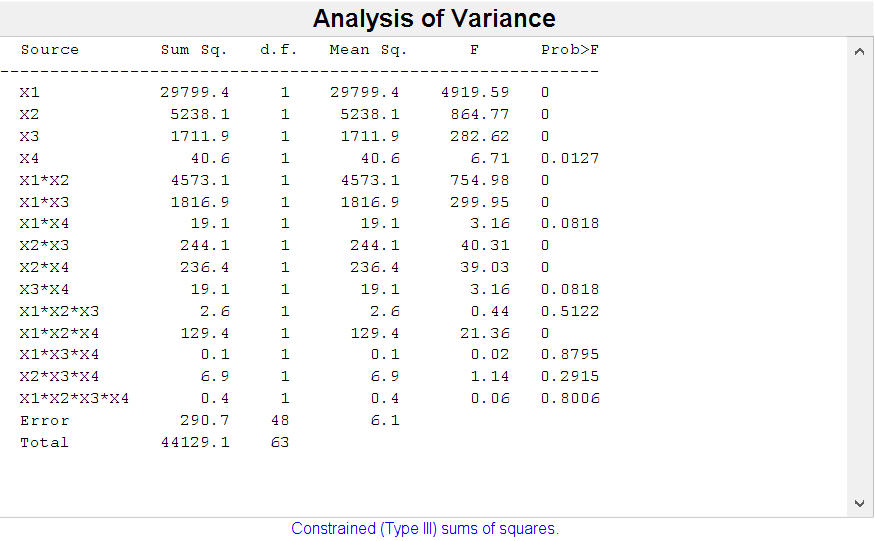 Analysis of Variance
Source Sum Sq. d.f. Mean Sq. F Prob>F
X1 29799.4 1 29799.4 4919.59 0
X2 5238.1 1 5238.1 864.77 0
X3 1711.9 1 1711.9 282.62 0
X4 40.6 1 40.6 6.71 0.0127
X1*X2 4573.1 1 4573.1 754.98 0
X1*X3 1816.9 1 1816.9 299.95 0
X1*X4 19.1 1 19.1 3.16 0.0818
X2*X3 244.1 1 244.1 40.31 0
X2*X4 236.4 1 236.4 39.03 0
X3*X4 19.1 1 19.1 3.16 0.0818
X1*X2*X3 2.6 1 2.6 0.44 0.5122
X1*X2*X4 129.4 1 129.4 21.36 0
X1*X3*X4 0.1 1 0.1 0.02 0.8795
X2*X3*X4 6.9 1 6.9 1.14 0.2915
X1*X2*X3*X4 0.4 1 0.4 0.06 0.8006
Error 290.7 48 6.1
Total 44129.1 63
Constrained (Type III) sums of squares.